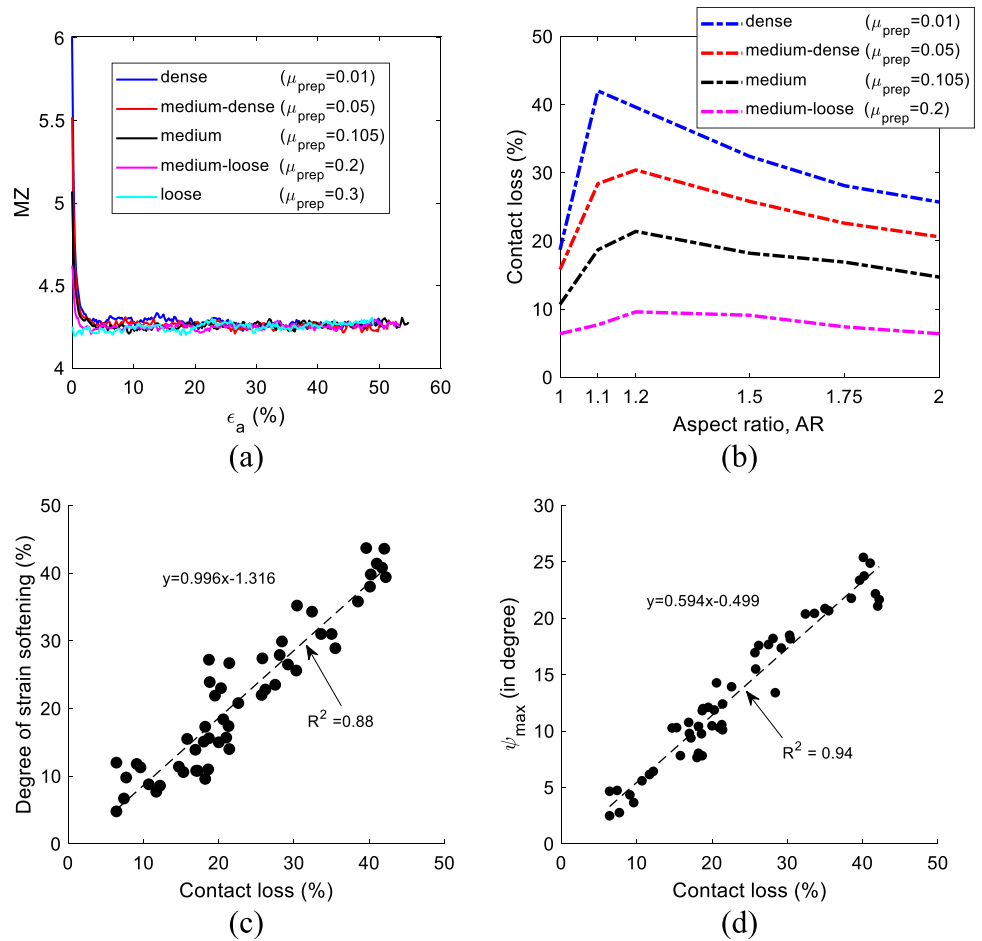 6
5.5
5
4.5
4
MZ
0
10
20
30
40
50
60
ϵa (%)
dense (μprep=0.01)
medium-dense (μprep=0.05)
medium (μprep=0.105)
medium-loose (μprep=0.2)
loose (μprep=0.3)
(a)
50
40
30
20
10
0
Contact loss (%)
1
1.1
1.2
1.5
1.75
2
Aspect ratio, AR
dense (μprep=0.01)
medium-dense (μprep=0.05)
medium (μprep=0.105)
medium-loose (μprep=0.2)
(b)
50
40
30
20
10
0
Degree of strain softening (%)
y=0.996x-1.316
R2 =0.88
0
10
20
30
40
50
Contact loss (%)
(c)
30
25
20
15
10
5
0
ψmax (in degree)
y=0.594x-0.499
R2 = 0.94
0
10
20
30
40
50
Contact loss (%)
(d)